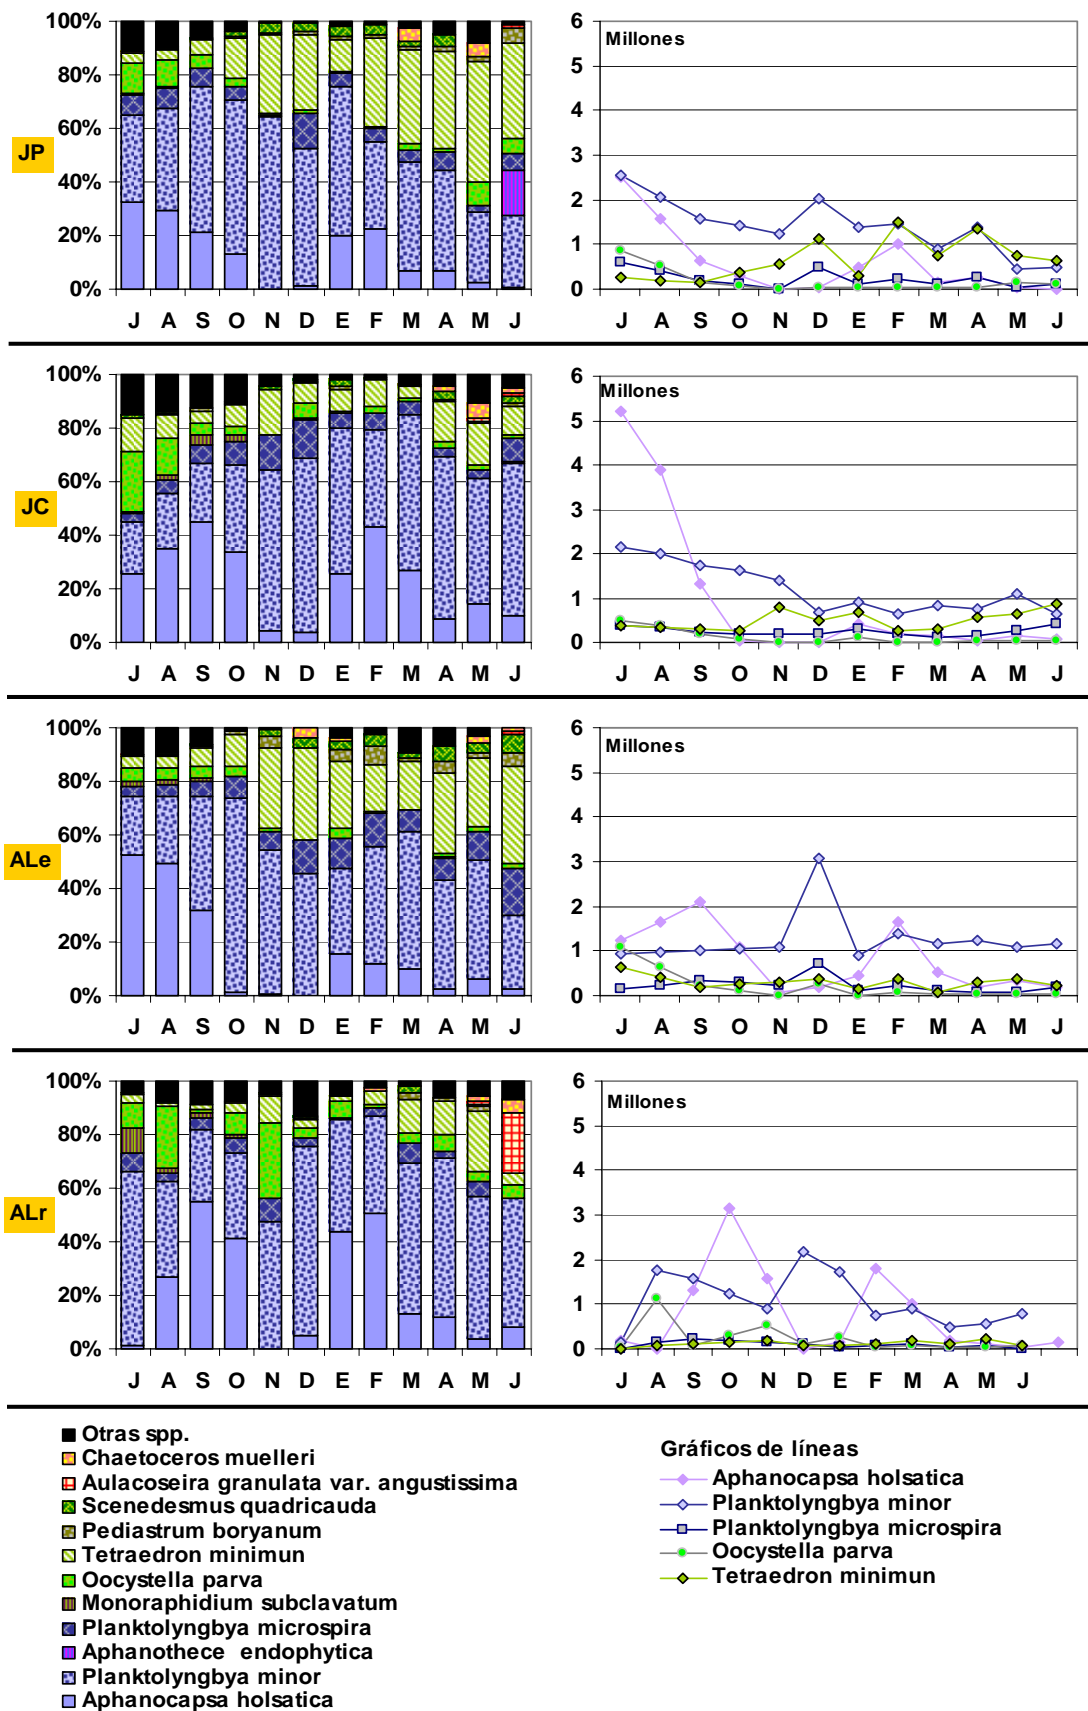 100%
80%
60%
40%
20%
0%
JP
J A S O N D E F M A M J
Millones
6
5
4
3
2
1
0
J A S O N D E F M A M J
100%
80%
60%
40%
20%
0%
JC
J A S O N D E F M A M J
Millones
6
5
4
3
2
1
0
J A S O N D E F M A M J
100%
80%
60%
40%
20%
0%
ALe
J A S O N D E F M A M J
Millones
6
5
4
3
2
1
0
J A S O N D E F M A M J
100%
80%
60%
40%
20%
0%
ALr
J A S O N D E F M A M J
Millones
6
5
4
3
2
1
0
J A S O N D E F M A M J
Otras spp.
Chaetoceros muelleri
Aulacoseira granulata var. angustissima
Scenedesmus quadricauda
Pediastrum boryanum
Tetraedron minimun
Oocystella parva
Monoraphidium subclavatum
Planktolyngbya microspira
Aphanothece endophytica
Planktolyngbya minor
Aphanocapsa holsatica
Gráficos de líneas
Aphanocapsa holsatica
Planktolyngbya minor
Planktolyngbya microspira
Oocystella parva
Tetraedron minimun